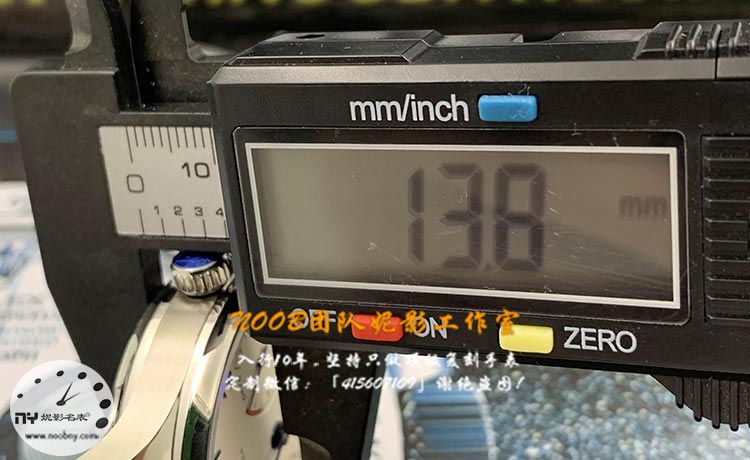 mm/inch
0 10
1 2 3 4
13.8 mm
OFF ON ZERO
NOOB团队妮影工作室
入行10年，坚持只做顶级复刻手表
定制微信：「415607109」谢绝盗图！
NY 妮影名表
www.noobny.com